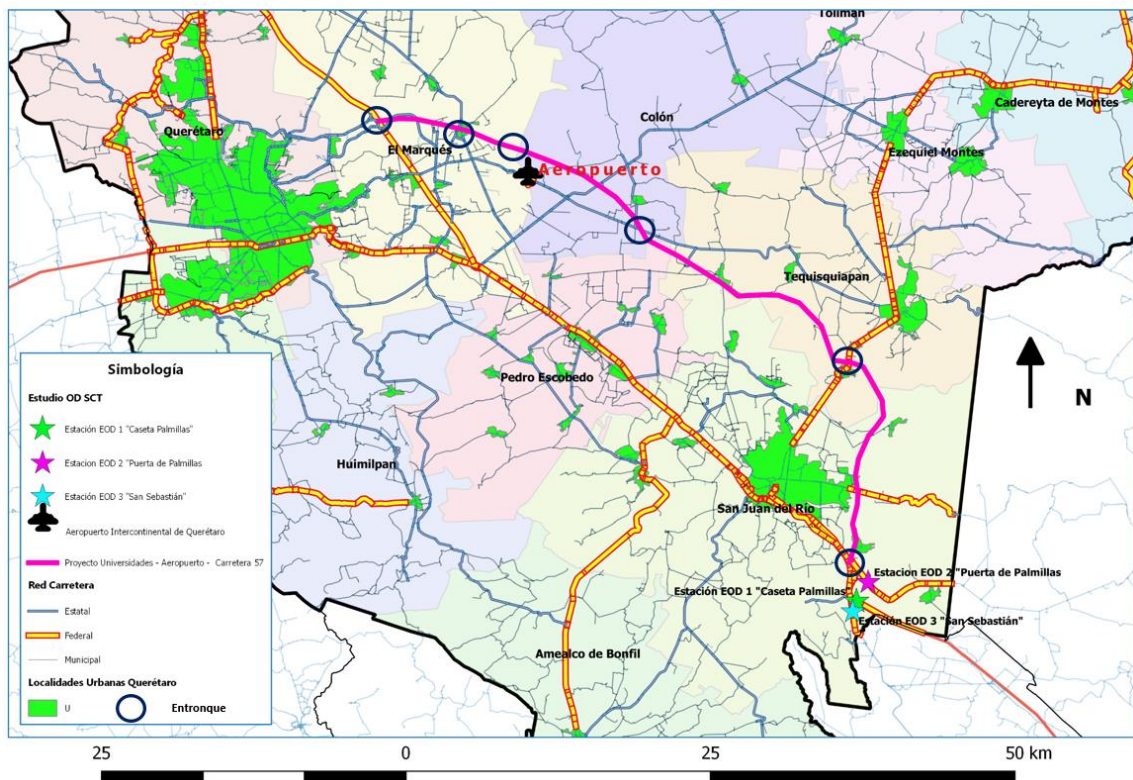 Tolimán
Cadereyta de Montes
Colón
Querétaro
El Marqués
Ezequiel Montes
Aeropuerto
Tequisquiapan
Pedro Escobedo
Huimilpan
San Juan del Río
Estacion EOD 2 "Puerta de Palmillas
Estación EOD 1 "Caseta Palmillas"
Estación EOD 3 "San Sebastián"
Amealco de Bonfil
N
Simbología
Estudio OD SCT
Estación EOD 1 "Caseta Palmillas"
Estacion EOD 2 "Puerta de Palmillas
Estación EOD 3 "San Sebastián"
Aeropuerto Intercontinental de Querétaro
Proyecto Universidades - Aeropuerto - Carretera 57
Red Carretera
Estatal
Federal
Municipal
Localidades Urbanas Querétaro
U
Entronque
25 0 25 50 km